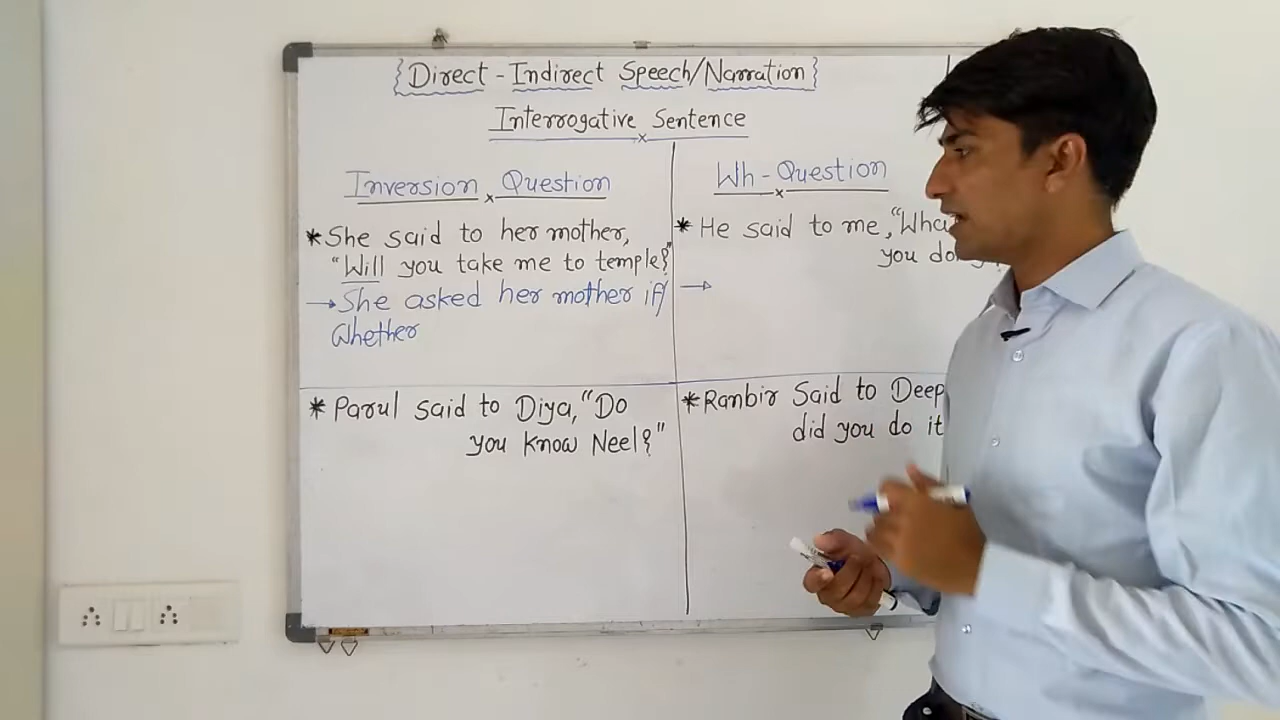 {Direct-Indirect Speech/Narration}
Interrogative Sentence
Inversion Question
* She said to her mother,
"Will you take me to temple?"
→ She asked her mother if/
Whether
* Parul said to Diya, "Do
you know Neel?"
Wh-Question
* He said to me, "
you do
→
* Ranbir Said to
did you do it